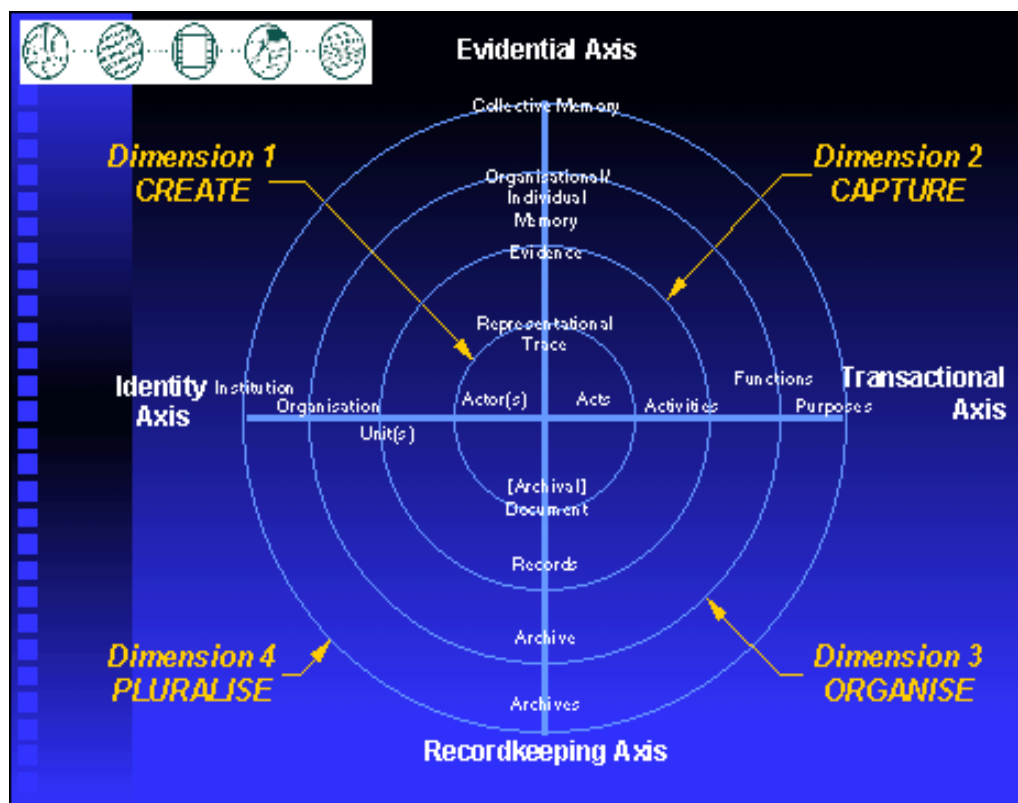 Evidential Axis
Collective Memory
Dimension 1
CREATE
Dimension 2
CAPTURE
Organisational/
Individual
Memory
Evidence
Representational
Trace
Identity
Axis
Institution
Organisation
Unit(s)
Actor(s)
Acts
Activities
Functions
Purposes
Transactional
Axis
[Archival]
Document
Records
Archive
Archives
Dimension 4
PLURALISE
Dimension 3
ORGANISE
Recordkeeping Axis